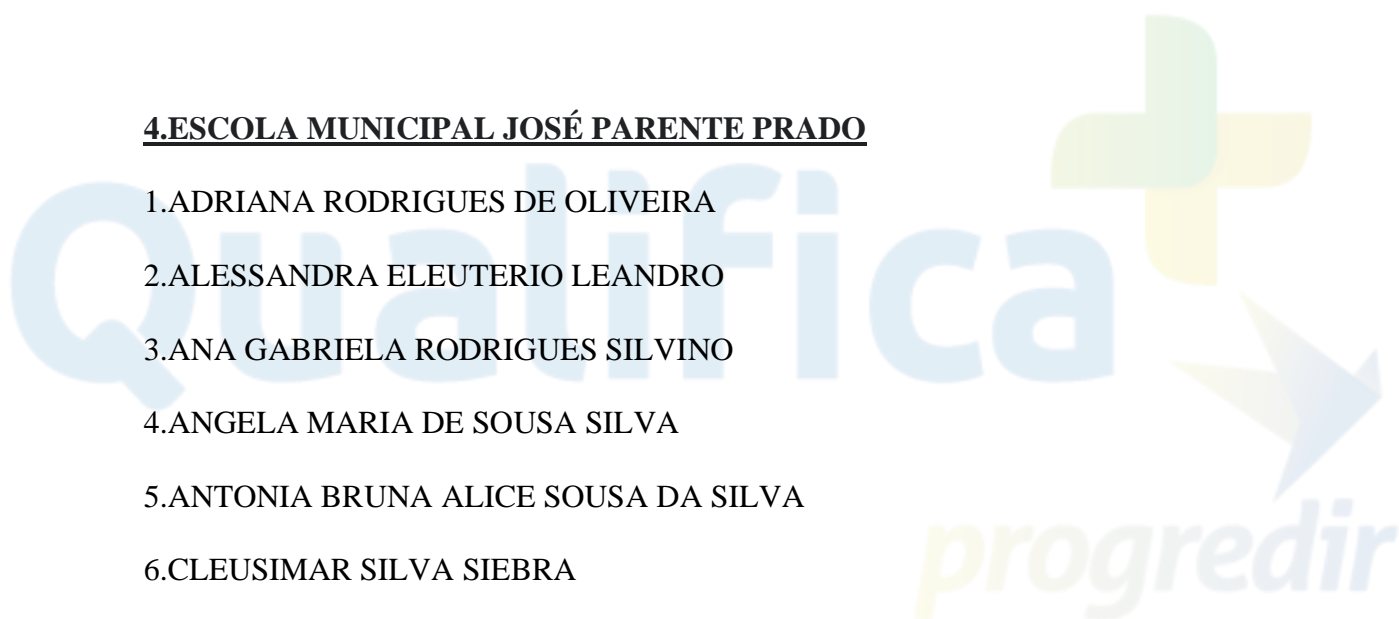 4.ESCOLA MUNICIPAL JOSÉ PARENTE PRADO
1.ADRIANA RODRIGUES DE OLIVEIRA
2.ALESSANDRA ELEUTERIO LEANDRO
3.ANA GABRIELA RODRIGUES SILVINO
4.ANGELA MARIA DE SOUSA SILVA
5.ANTONIA BRUNA ALICE SOUSA DA SILVA
6.CLEUSIMAR SILVA SIEBRA
Qualifica
progredir